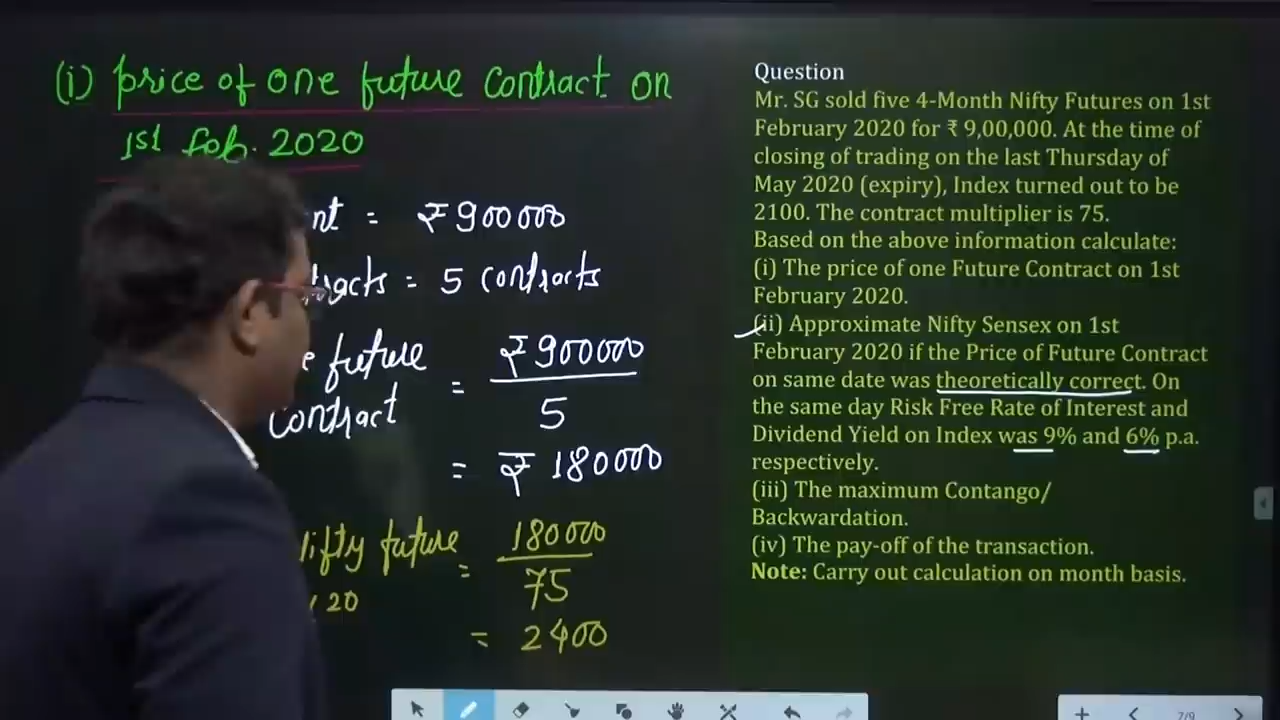 (i) price of one future contract on
1st feb. 2020
= ₹900000
= 5 contracts
future
contract
= ₹900000
5
= ₹180000
future
= 180000
75
20
= 2400
Question
Mr. SG sold five 4-Month Nifty Futures on 1st
February 2020 for ₹ 9,00,000. At the time of
closing of trading on the last Thursday of
May 2020 (expiry), Index turned out to be
2100. The contract multiplier is 75.
Based on the above information calculate:
(i) The price of one Future Contract on 1st
February 2020.
(ii) Approximate Nifty Sensex on 1st
February 2020 if the Price of Future Contract
on same date was theoretically correct. On
the same day Risk Free Rate of Interest and
Dividend Yield on Index was 9% and 6% p.a.
respectively.
(iii) The maximum Contango/
Backwardation.
(iv) The pay-off of the transaction.
Note: Carry out calculation on month basis.
7/9